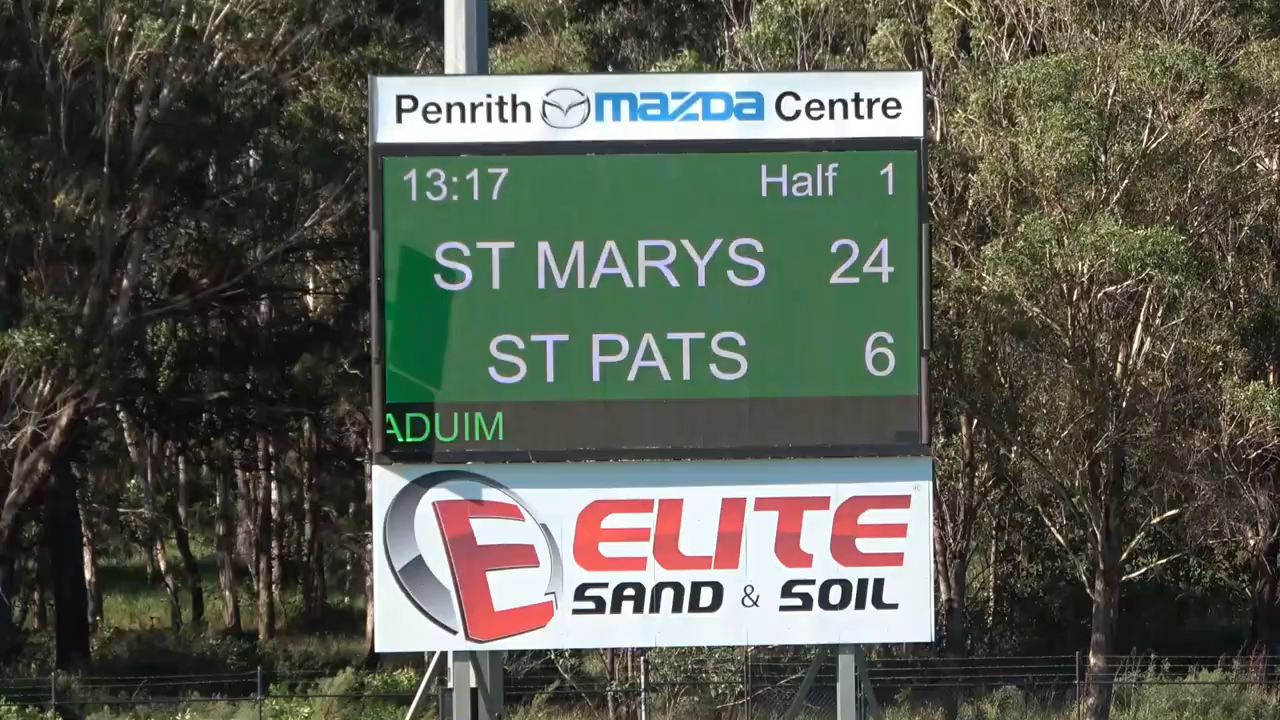 Penrith mazda Centre
13:17 Half 1
ST MARYS 24
ST PATS 6
ADUIM
E ELITE
SAND & SOIL